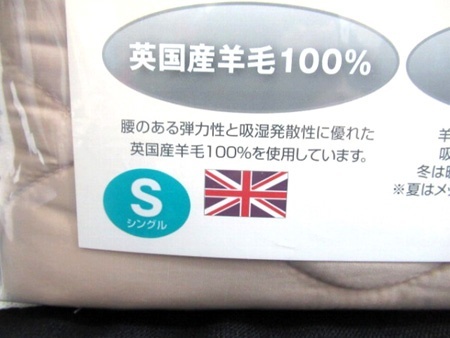 英国産羊毛100%
腰のある弾力性と吸湿発散性に優れた
英国産羊毛100%を使用しています。
S
シングル
羊
吸
冬は暖
※夏はメッ